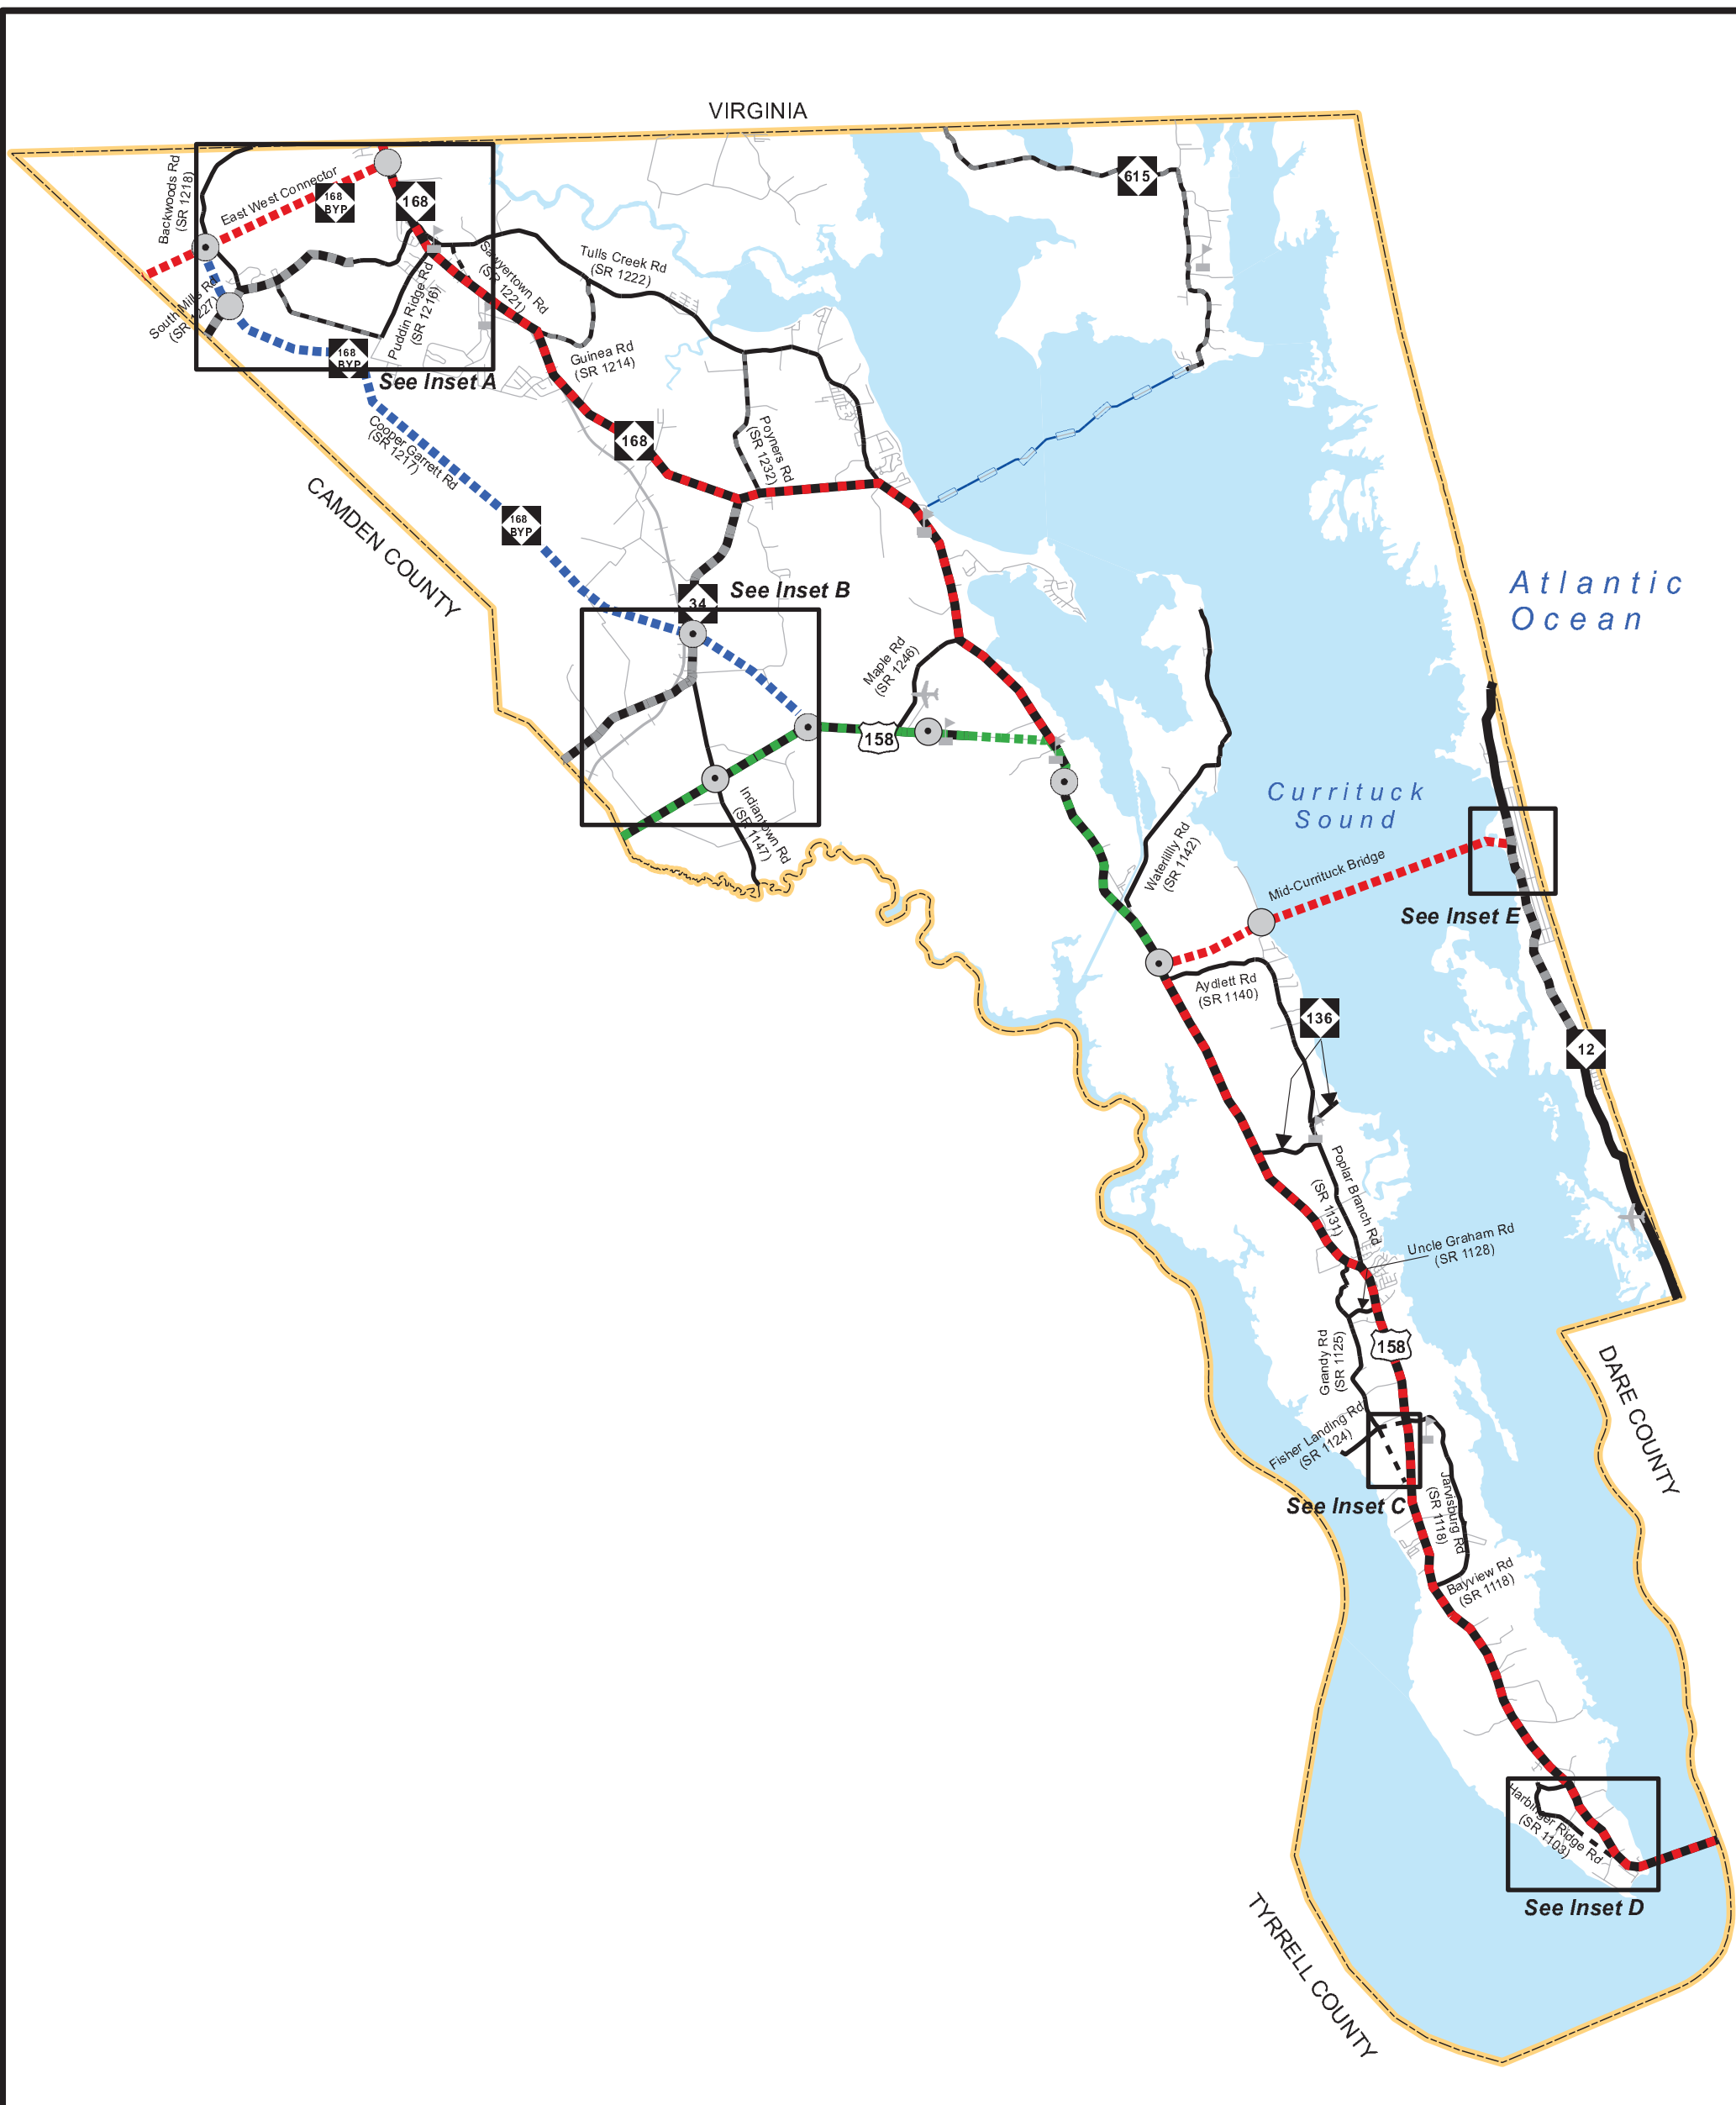 VIRGINIA
615
Backwoods Rd
(SR 1218)
East West Connector
168
BYP
168
Sawyertown Rd
(SR 1221)
Tulls Creek Rd
(SR 1222)
South Mills Rd
(SR 1227)
Puddin Ridge Rd
(SR 1216)
168
BYP
See Inset A
Guinea Rd
(SR 1214)
Cooper Garrett Rd
(SR 1217)
168
Poyners Rd
(SR 1232)
168
BYP
CAMDEN COUNTY
34
See Inset B
Atlantic
Ocean
Maple Rd
(SR 1246)
158
Indiantown Rd
(SR 1147)
Currituck
Sound
Waterlilly Rd
(SR 1142)
Mid-Currituck Bridge
See Inset E
Aydlett Rd
(SR 1140)
136
12
Poplar Branch Rd
(SR 1131)
Uncle Graham Rd
(SR 1128)
158
Grandy Rd
(SR 1125)
DARE COUNTY
Fisher Landing Rd
(SR 1124)
See Inset C
Jarvisburg Rd
(SR 1118)
Bayview Rd
(SR 1118)
Harbinger Ridge Rd
(SR 1103)
See Inset D
TYRRELL COUNTY